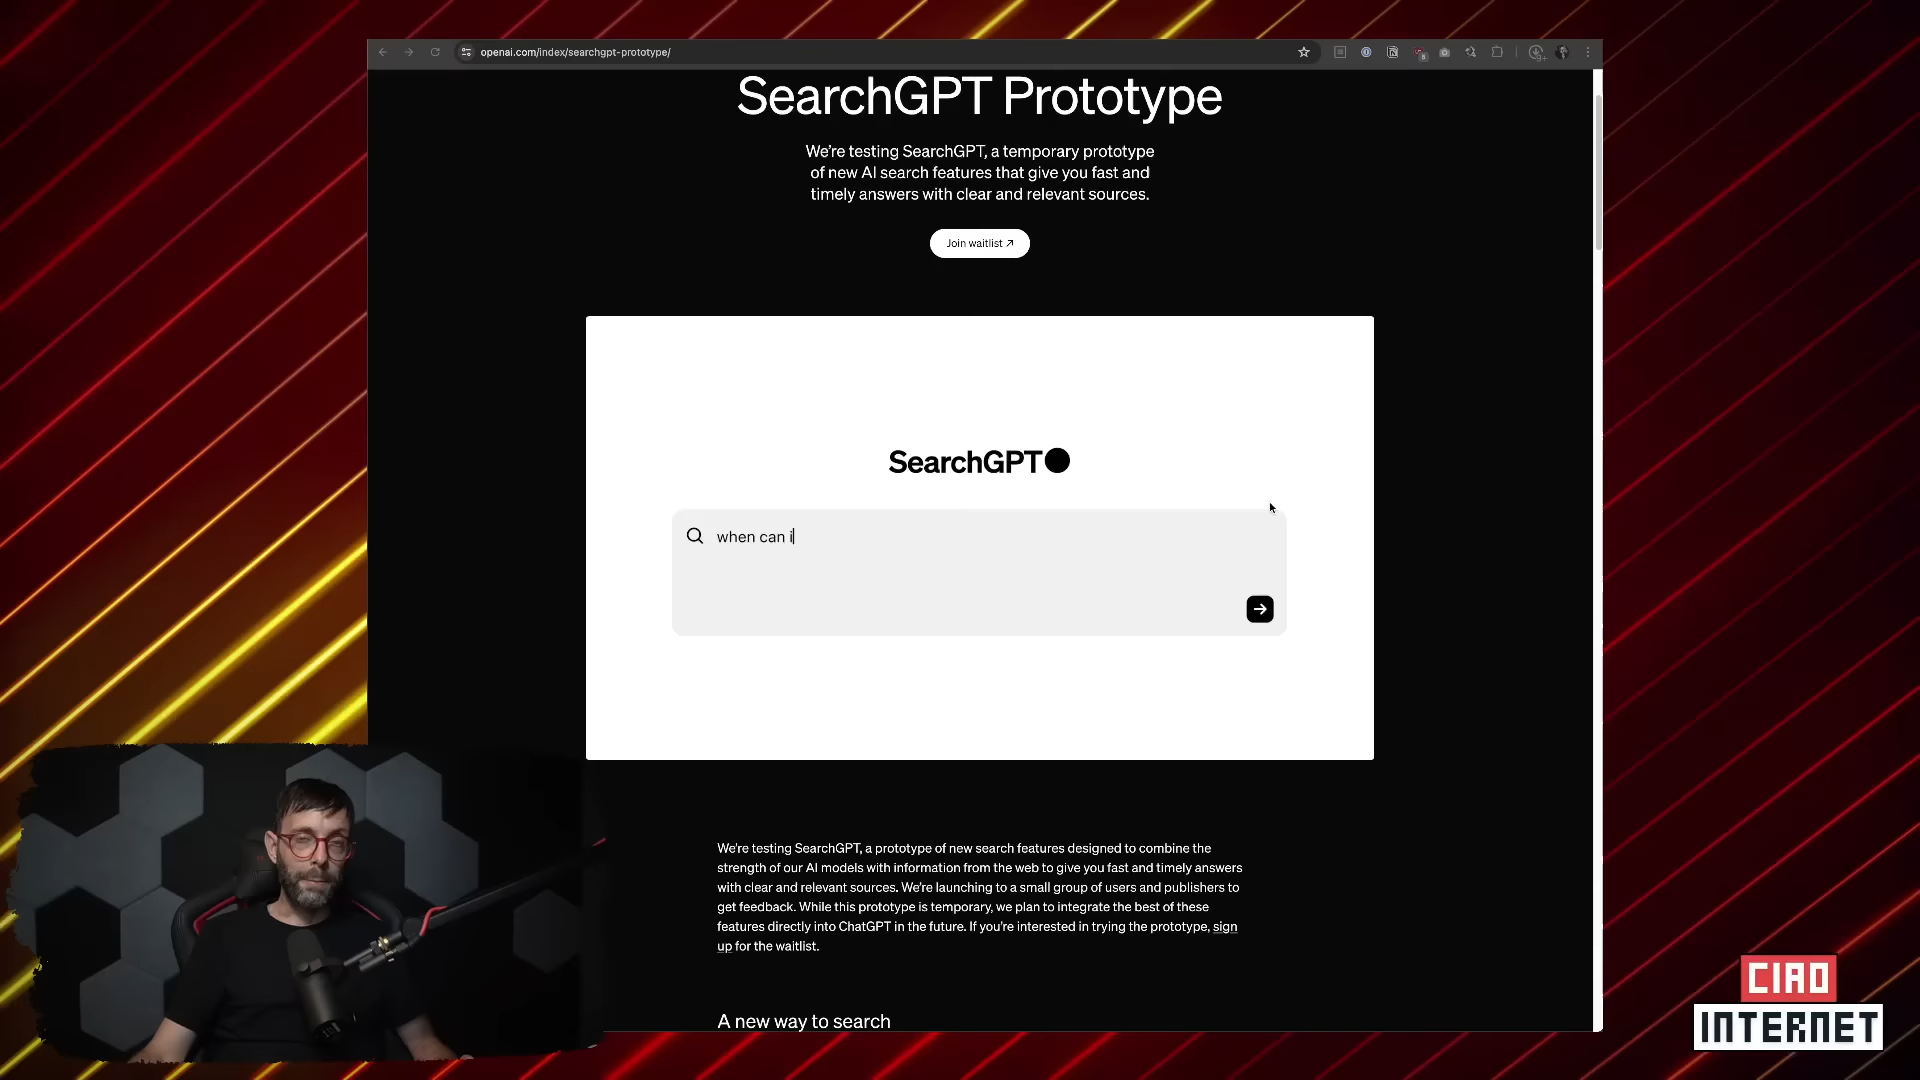 openai.com/index/searchgpt-prototype/
SearchGPT Prototype
We're testing SearchGPT, a temporary prototype
of new AI search features that give you fast and
timely answers with clear and relevant sources.
Join waitlist ↗
SearchGPT
when can i
We're testing SearchGPT, a prototype of new search features designed to combine the
strength of our AI models with information from the web to give you fast and timely answers
with clear and relevant sources. We're launching to a small group of users and publishers to
get feedback. While this prototype is temporary, we plan to integrate the best of these
features directly into ChatGPT in the future. If you're interested in trying the prototype, sign
up for the waitlist.
A new way to search
CIAO
INTERNET